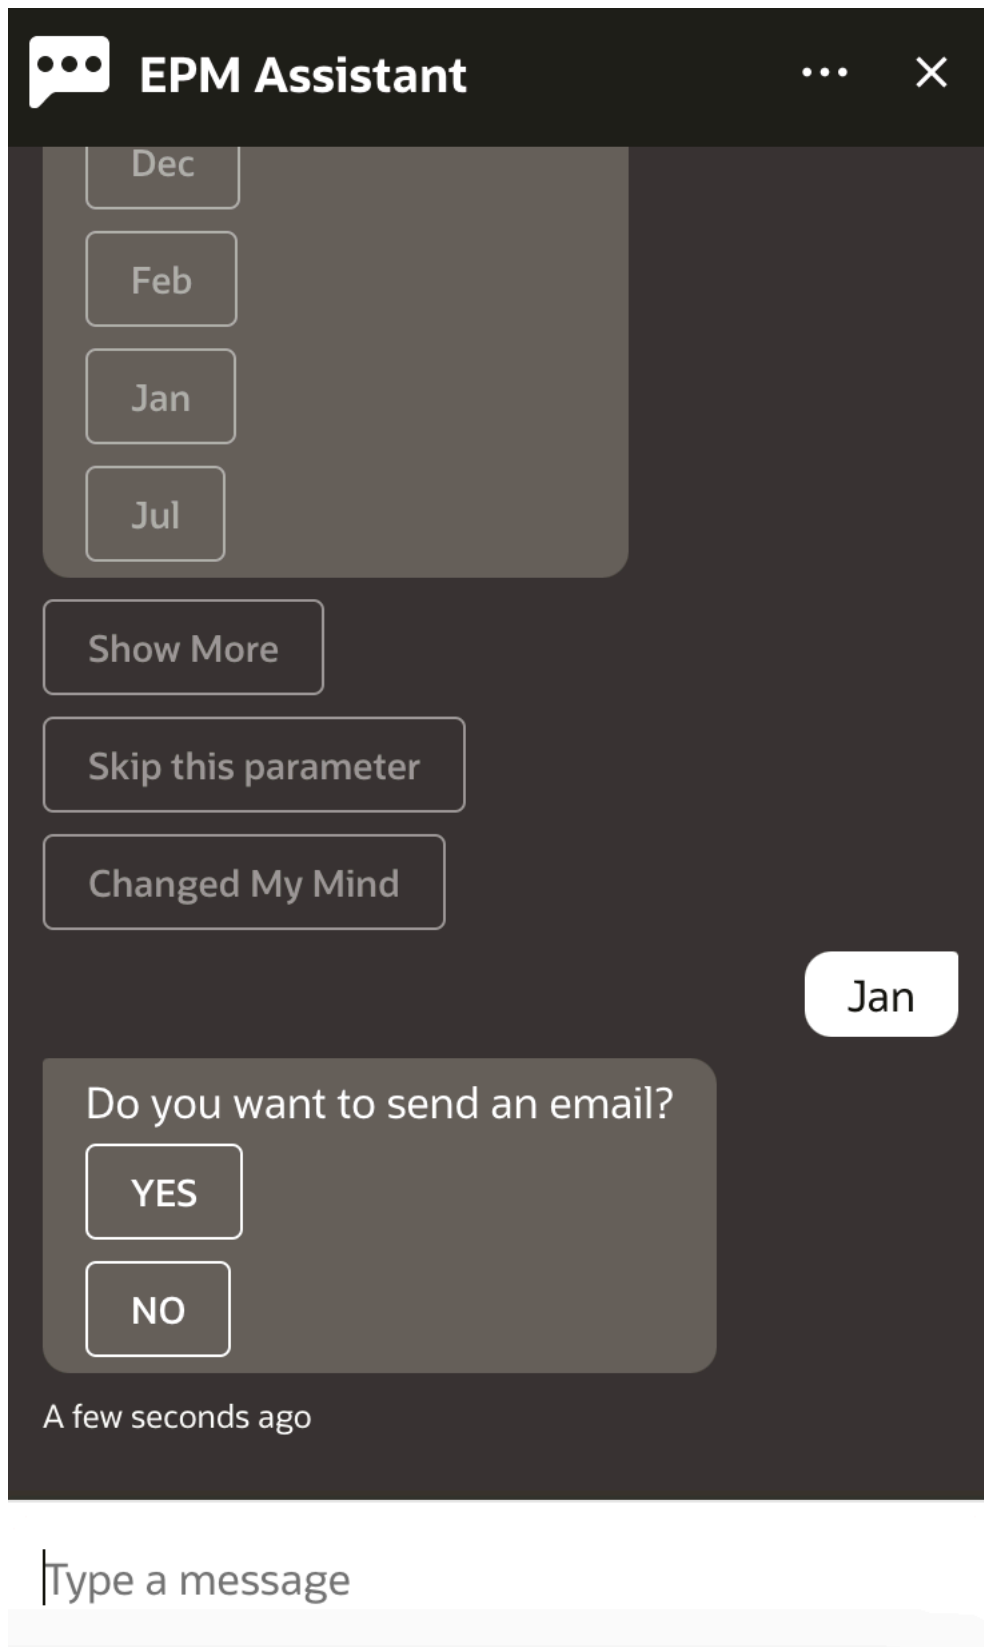 EPM Assistant
Dec
Feb
Jan
Jul
Show More
Skip this parameter
Changed My Mind
Jan
Do you want to send an email?
YES
NO
A few seconds ago
Type a message